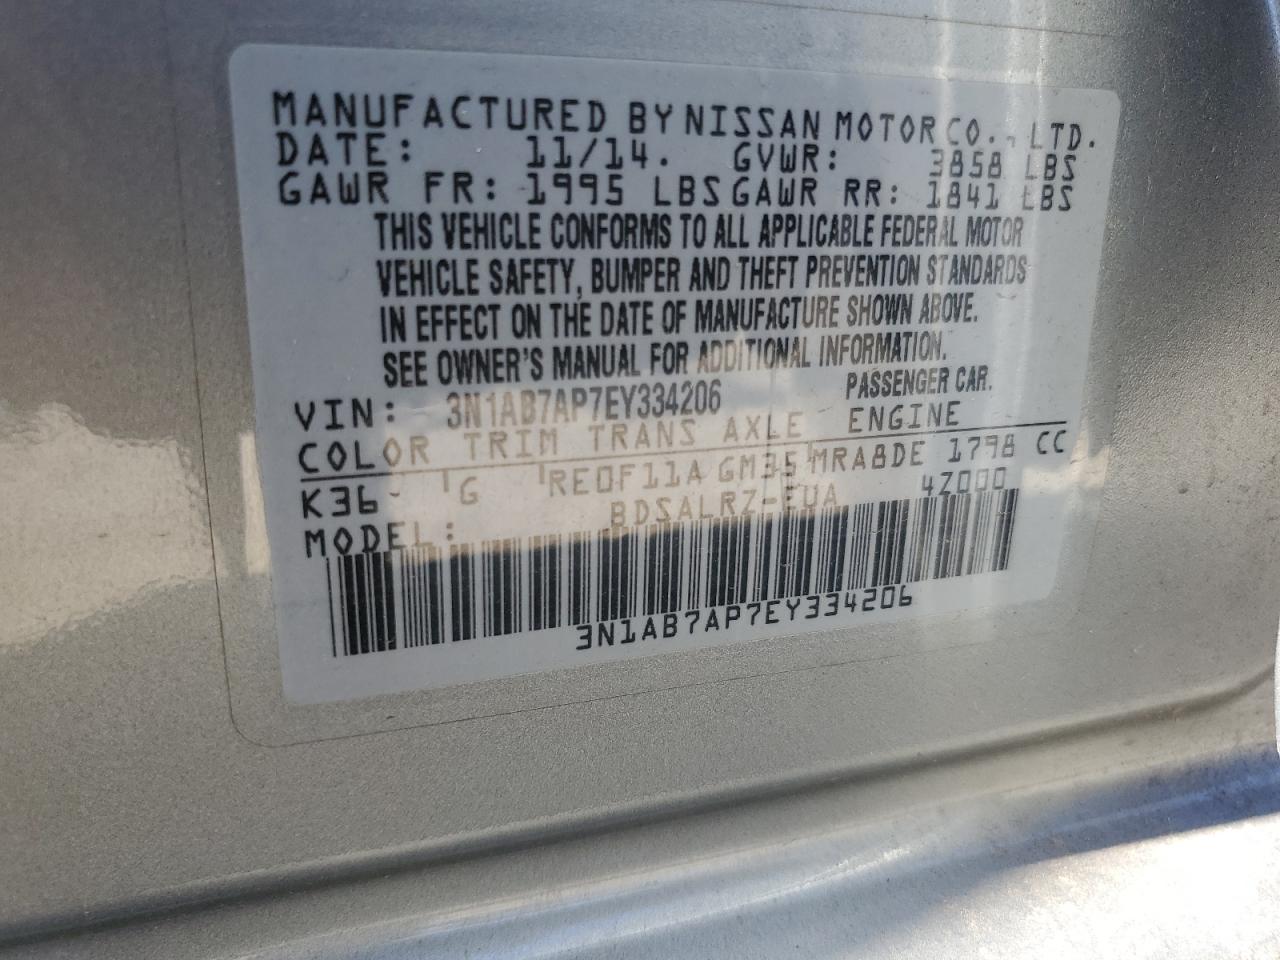 MANUFACTURED BY NISSAN MOTOR CO., LTD.
DATE: 11/14. GVWR: 3858 LBS
GAWR FR: 1995 LBS GAWR RR: 1841 LBS
THIS VEHICLE CONFORMS TO ALL APPLICABLE FEDERAL MOTOR
VEHICLE SAFETY, BUMPER AND THEFT PREVENTION STANDARDS
IN EFFECT ON THE DATE OF MANUFACTURE SHOWN ABOVE.
SEE OWNER'S MANUAL FOR ADDITIONAL INFORMATION.
VIN: 3N1AB7AP7EY334206 PASSENGER CAR.
COLOR TRIM TRANS AXLE ENGINE
K36 G RE0F11A GM35 MRA8DE 1798 CC
MODEL: BDSALRZ-EUA 4Z000
3N1AB7AP7EY334206